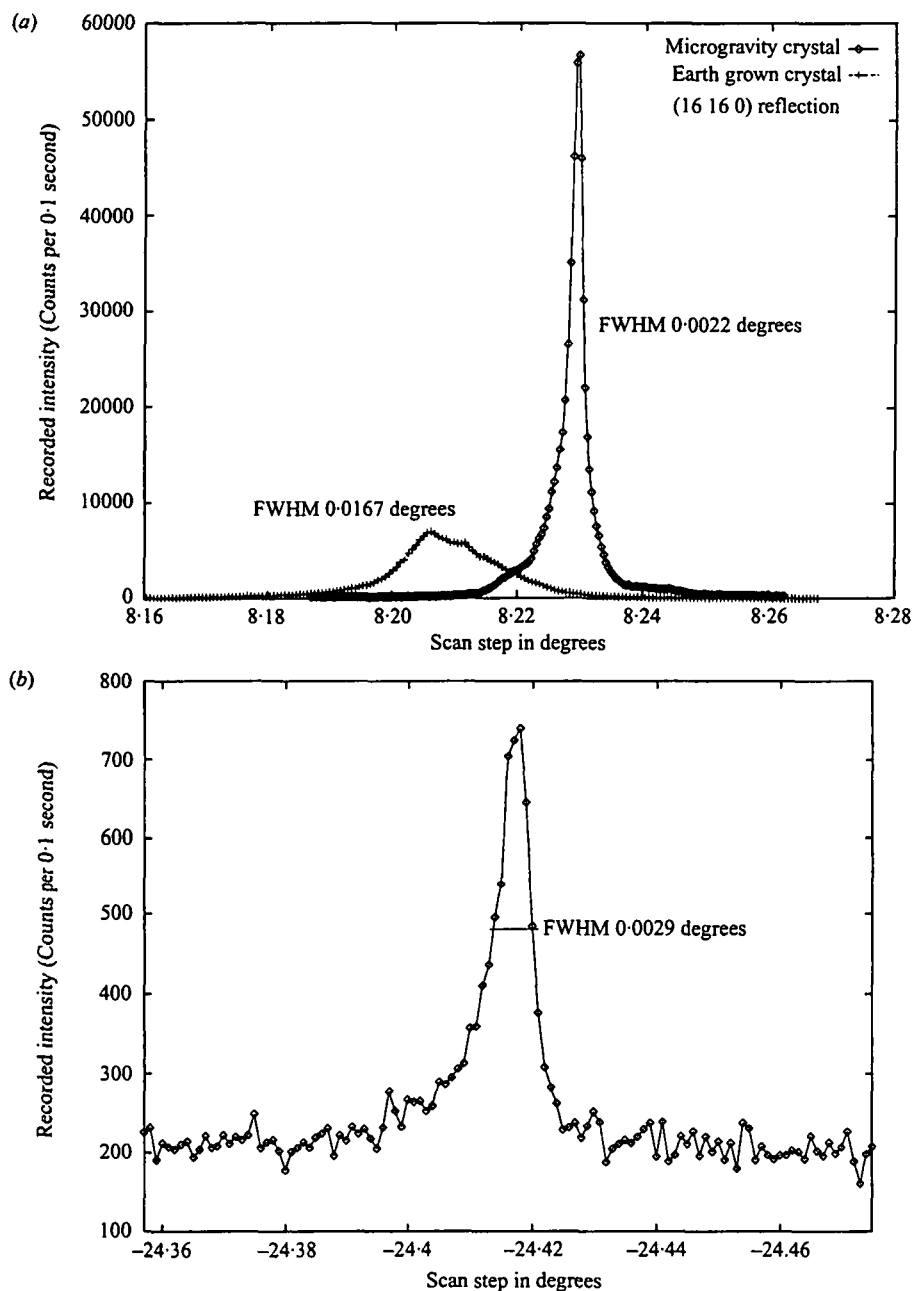 (a)
60000
50000
40000
30000
20000
10000
0
Recorded intensity (Counts per 0·1 second)
Microgravity crystal
Earth grown crystal
(16 16 0) reflection
FWHM 0·0022 degrees
FWHM 0·0167 degrees
8·16 8·18 8·20 8·22 8·24 8·26 8·28
Scan step in degrees
(b)
800
700
600
500
400
300
200
100
Recorded intensity (Counts per 0·1 second)
FWHM 0·0029 degrees
−24·36 −24·38 −24·4 −24·42 −24·44 −24·46
Scan step in degrees